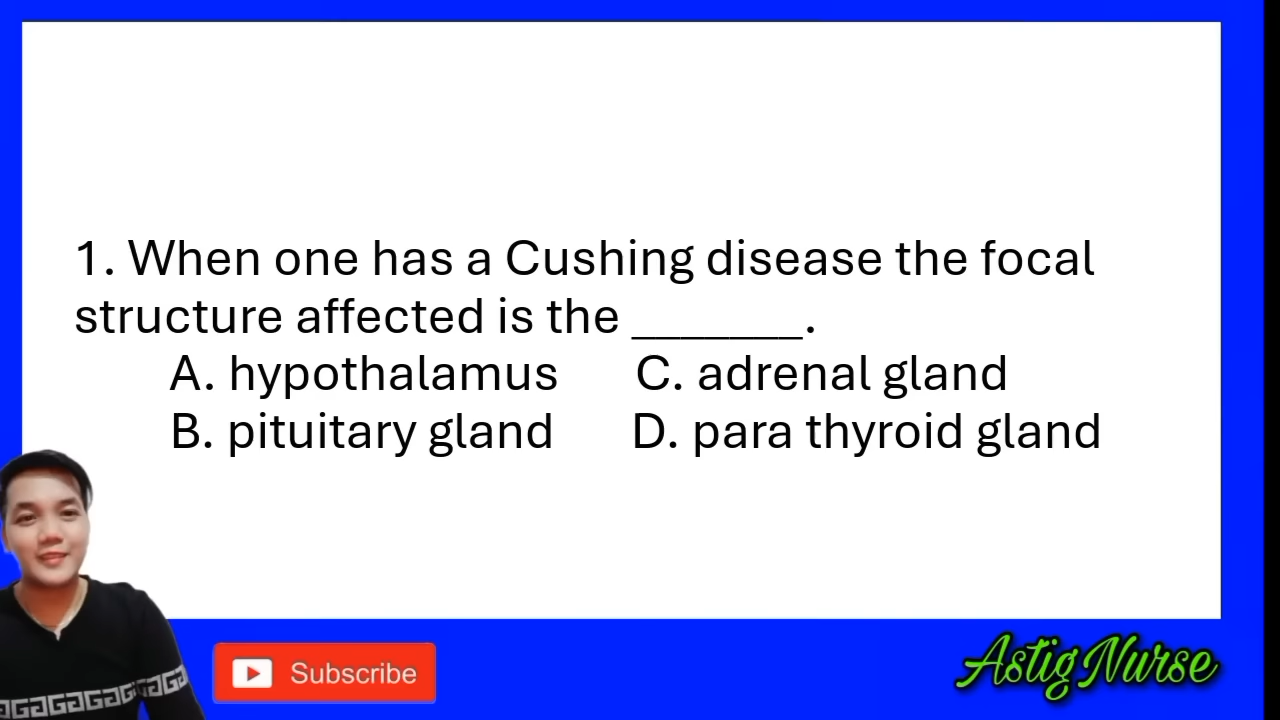 1. When one has a Cushing disease the focal
structure affected is the _______.
A. hypothalamus C. adrenal gland
B. pituitary gland D. para thyroid gland
Subscribe
Astig Nurse